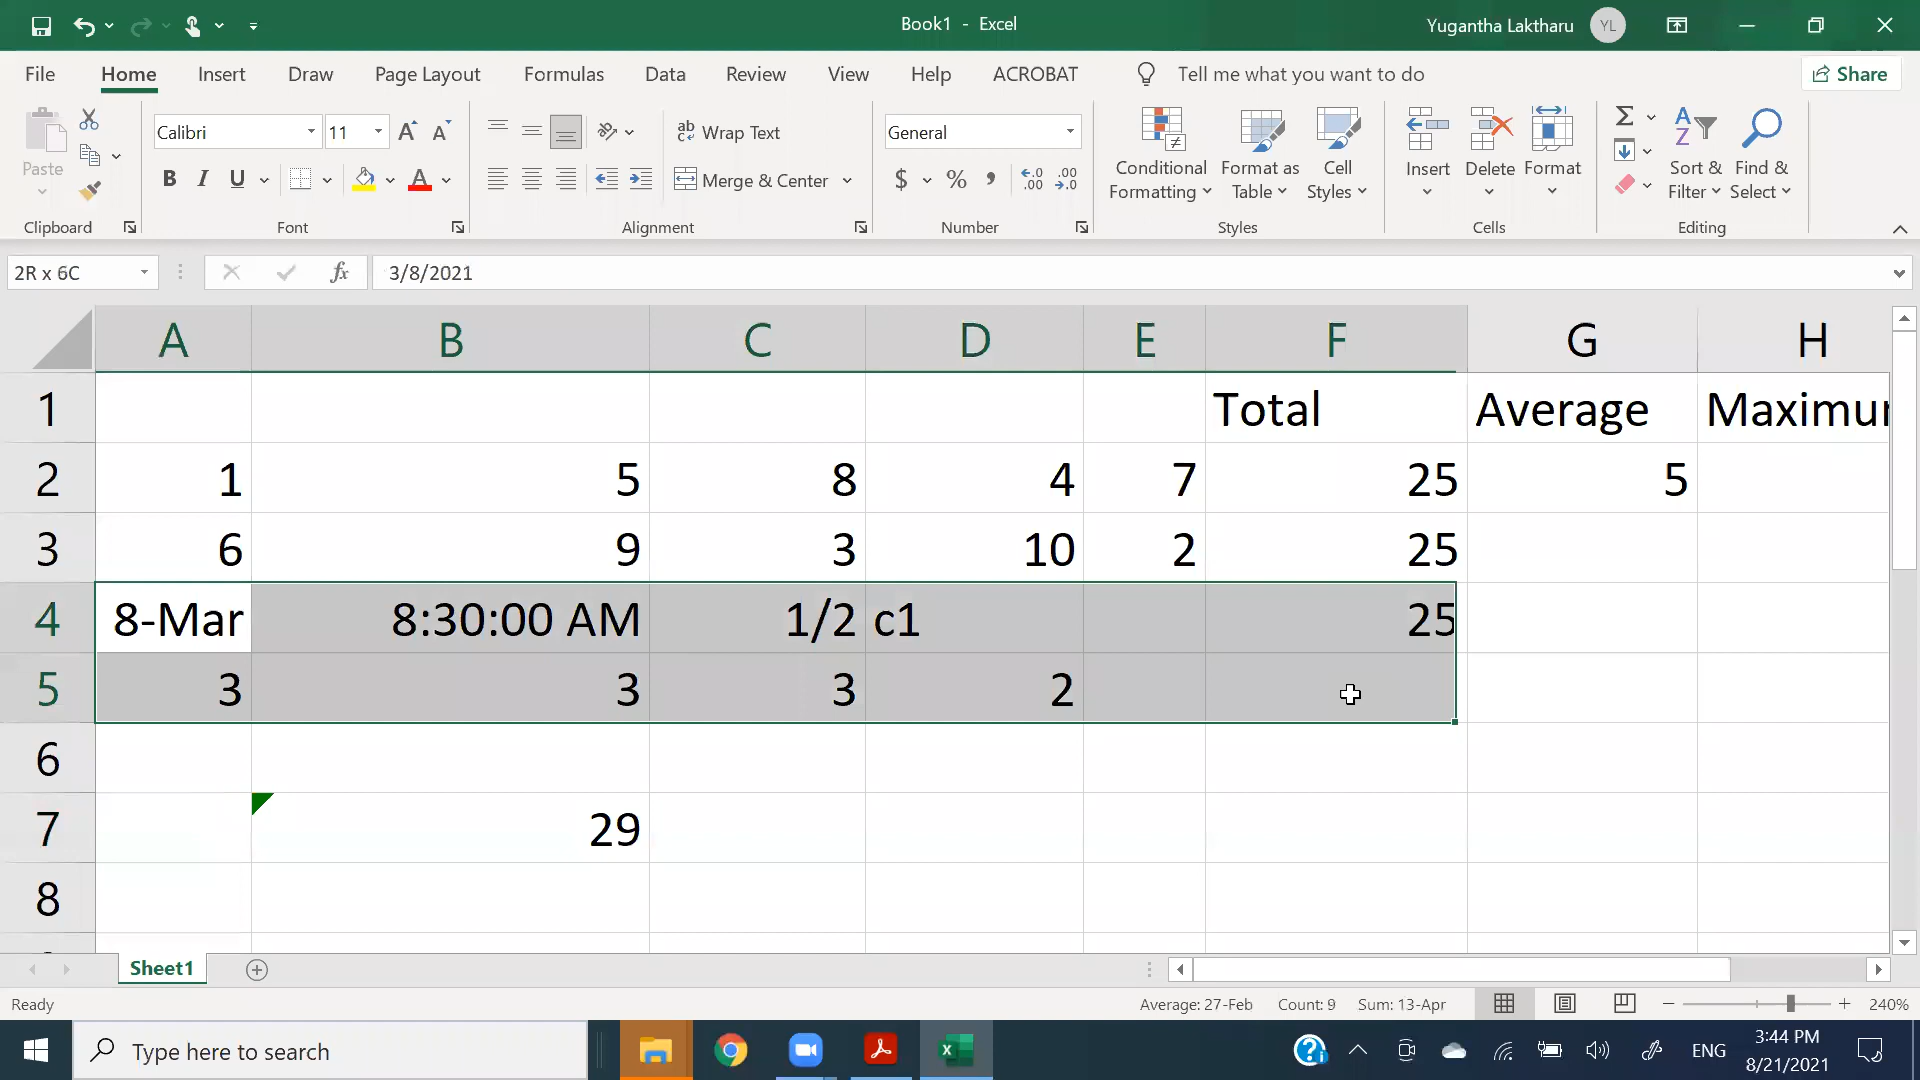 Book1 - Excel
Yugantha Laktharu YL
File Home Insert Draw Page Layout Formulas Data Review View Help ACROBAT Tell me what you want to do Share
Paste
Calibri 11
Wrap Text
Merge & Center
General
$ % ,
Conditional Formatting
Format as Table
Cell Styles
Insert Delete Format
Sort & Filter
Find & Select
Clipboard Font Alignment Number Styles Cells Editing
2R x 6C fx 3/8/2021
A B C D E F G H
1 Total Average Maximur
2 1 5 8 4 7 25 5
3 6 9 3 10 2 25
4 8-Mar 8:30:00 AM 1/2 c1 25
5 3 3 3 2
6
7 29
8
Sheet1
Ready Average: 27-Feb Count: 9 Sum: 13-Apr 240%
Type here to search ENG 3:44 PM
8/21/2021